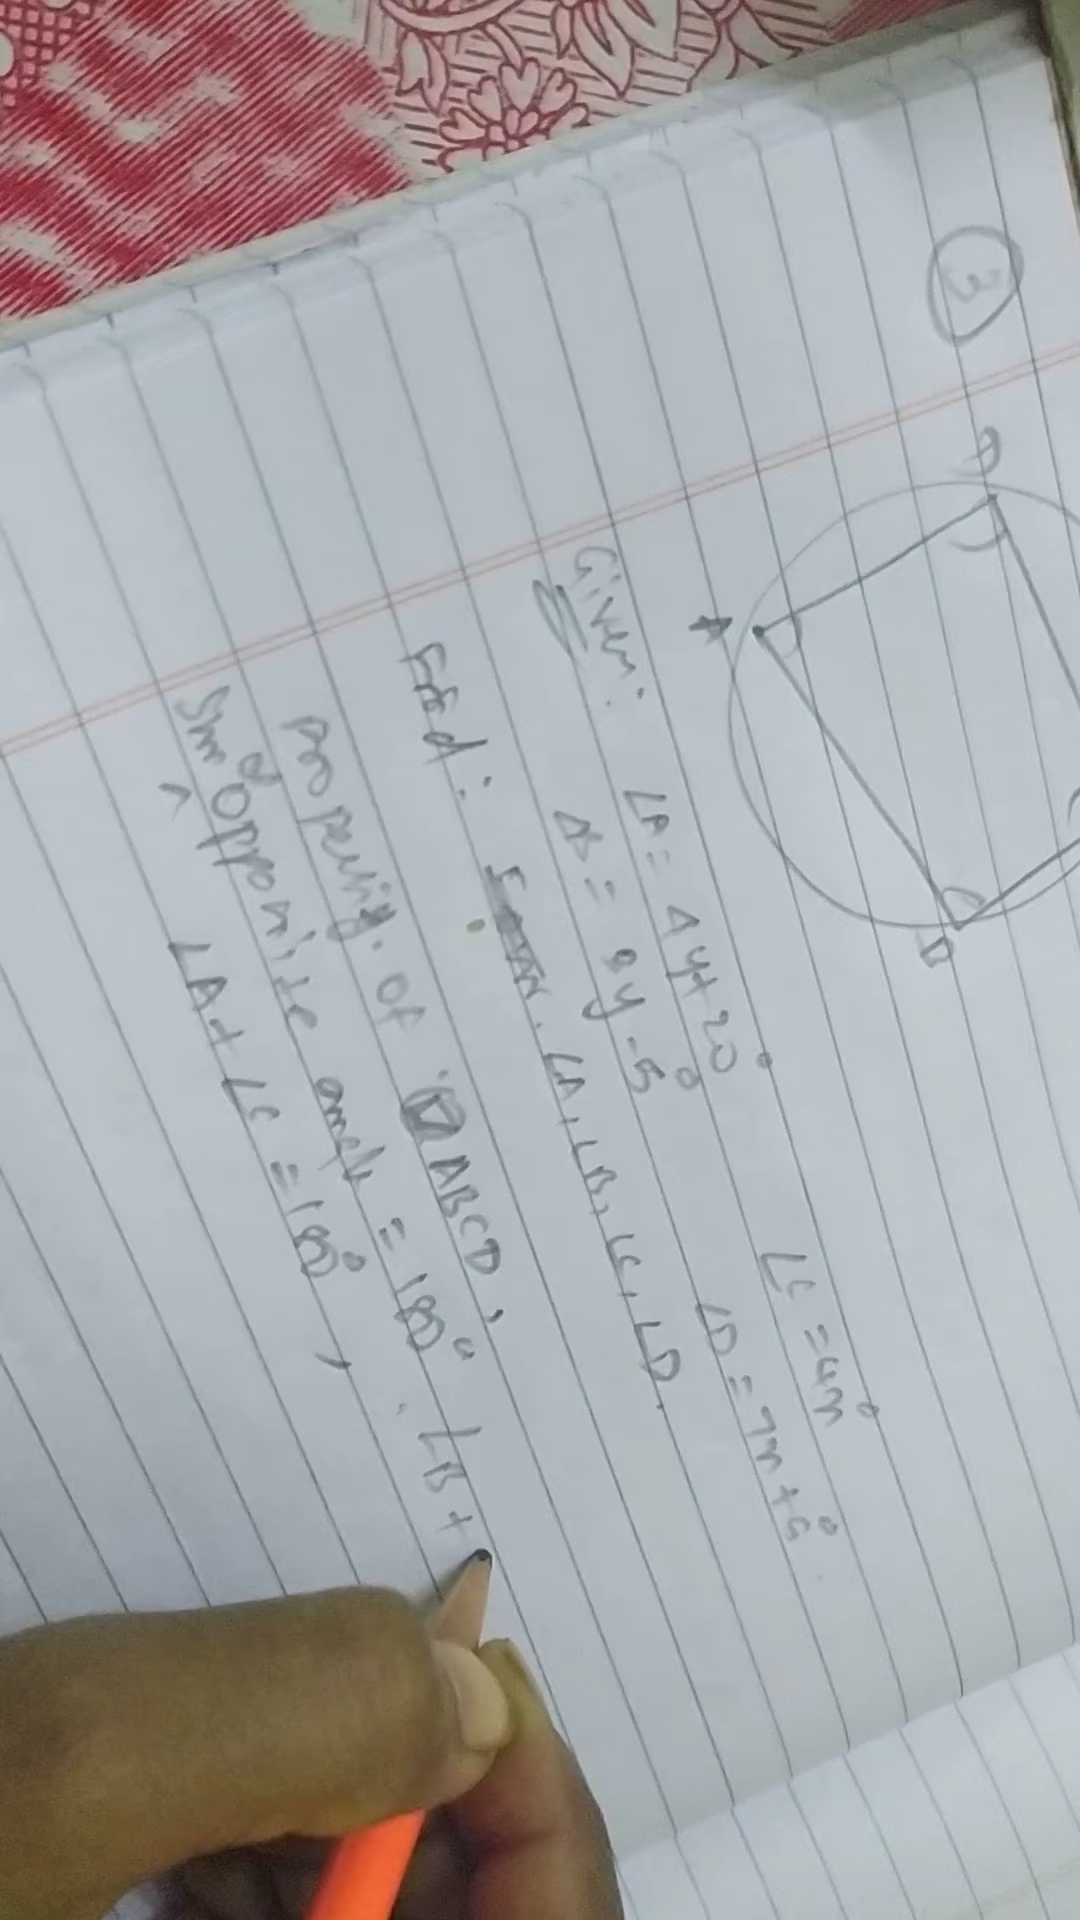 3
D
A
B
Given: ∠A = 4y+20° ∠C = 4x°
∠B = 3y-5° ∠D = 7x+5°
Find: ∠A, ∠B, ∠C, ∠D.
property of ABCD,
Sum of opposite angle = 180°. ∠B +
∠A + ∠C = 180°,